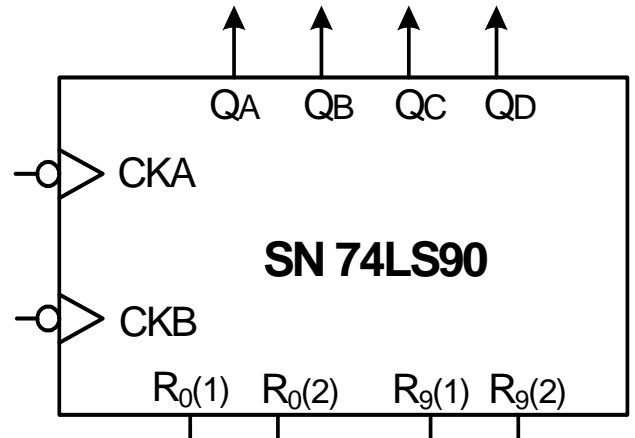 QA QB QC QD
CKA
SN 74LS90
CKB
R₀(1) R₀(2) R₉(1) R₉(2)